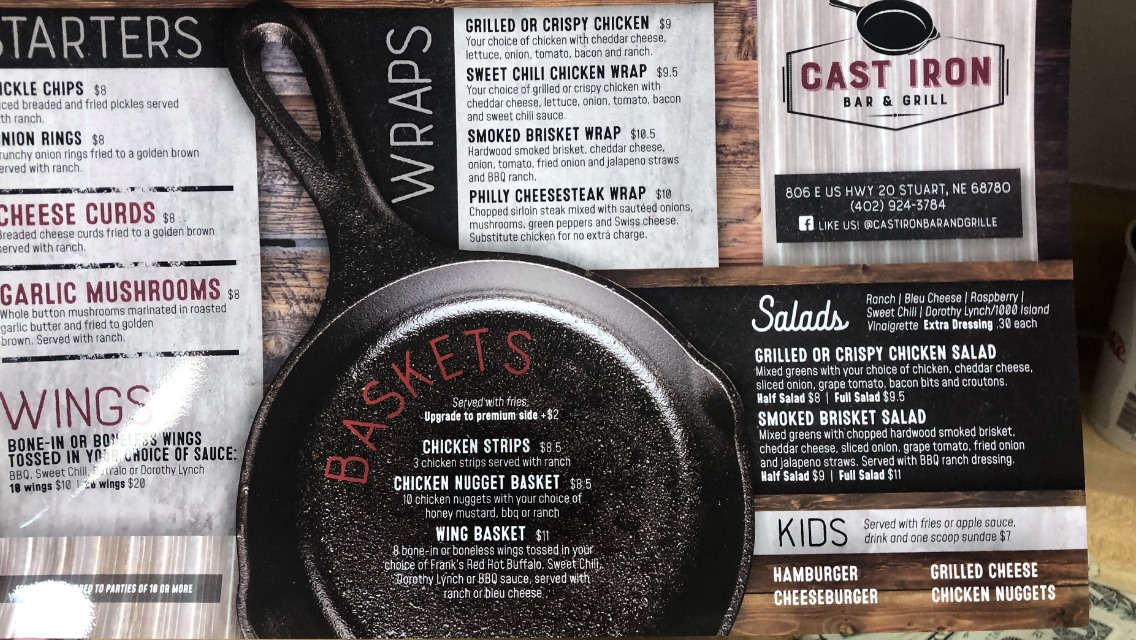 STARTERS
ICKLE CHIPS $8
iced breaded and fried pickles served
th ranch.
NION RINGS $8
runchy onion rings fried to a golden brown
erved with ranch.
CHEESE CURDS $8
Breaded cheese curds fried to a golden brown
served with ranch.
GARLIC MUSHROOMS $8
Whole button mushrooms marinated in roasted
garlic butter and fried to golden
brown. Served with ranch.
WINGS
BONE-IN OR BONELESS WINGS
TOSSED IN YOUR CHOICE OF SAUCE:
BBQ, Sweet Chili, Buffalo or Dorothy Lynch
10 wings $10 | 20 wings $20
TO PARTIES OF 10 OR MORE
WRAPS
GRILLED OR CRISPY CHICKEN $9
Your choice of chicken with cheddar cheese,
lettuce, onion, tomato, bacon and ranch.
SWEET CHILI CHICKEN WRAP $9.5
Your choice of grilled or crispy chicken with
cheddar cheese, lettuce, onion, tomato, bacon
and sweet chili sauce.
SMOKED BRISKET WRAP $10.5
Hardwood smoked brisket, cheddar cheese,
onion, tomato, fried onion and jalapeno straws
and BBQ ranch.
PHILLY CHEESESTEAK WRAP $10
Chopped sirloin steak mixed with sautéed onions,
mushrooms, green peppers and Swiss cheese.
Substitute chicken for no extra charge.
BASKETS
Served with fries,
Upgrade to premium side +$2
CHICKEN STRIPS $8.5
3 chicken strips served with ranch
CHICKEN NUGGET BASKET $8.5
10 chicken nuggets with your choice of
honey mustard, bbq or ranch
WING BASKET $11
8 bone-in or boneless wings tossed in your
choice of Frank's Red Hot Buffalo, Sweet Chili,
Dorothy Lynch or BBQ sauce, served with
ranch or bleu cheese
CAST IRON
BAR & GRILL
806 E US HWY 20 STUART, NE 68780
(402) 924-3784
LIKE US! @CASTIRONBARANDGRILLE
Salads
Ranch | Bleu Cheese | Raspberry |
Sweet Chili | Dorothy Lynch/1000 Island
Vinaigrette Extra Dressing .30 each
GRILLED OR CRISPY CHICKEN SALAD
Mixed greens with your choice of chicken, cheddar cheese,
sliced onion, grape tomato, bacon bits and croutons.
Half Salad $8 | Full Salad $9.5
SMOKED BRISKET SALAD
Mixed greens with chopped hardwood smoked brisket,
cheddar cheese, sliced onion, grape tomato, fried onion
and jalapeno straws. Served with BBQ ranch dressing.
Half Salad $9 | Full Salad $11
KIDS
Served with fries or apple sauce,
drink and one scoop sundae $7
HAMBURGER
CHEESEBURGER
GRILLED CHEESE
CHICKEN NUGGETS